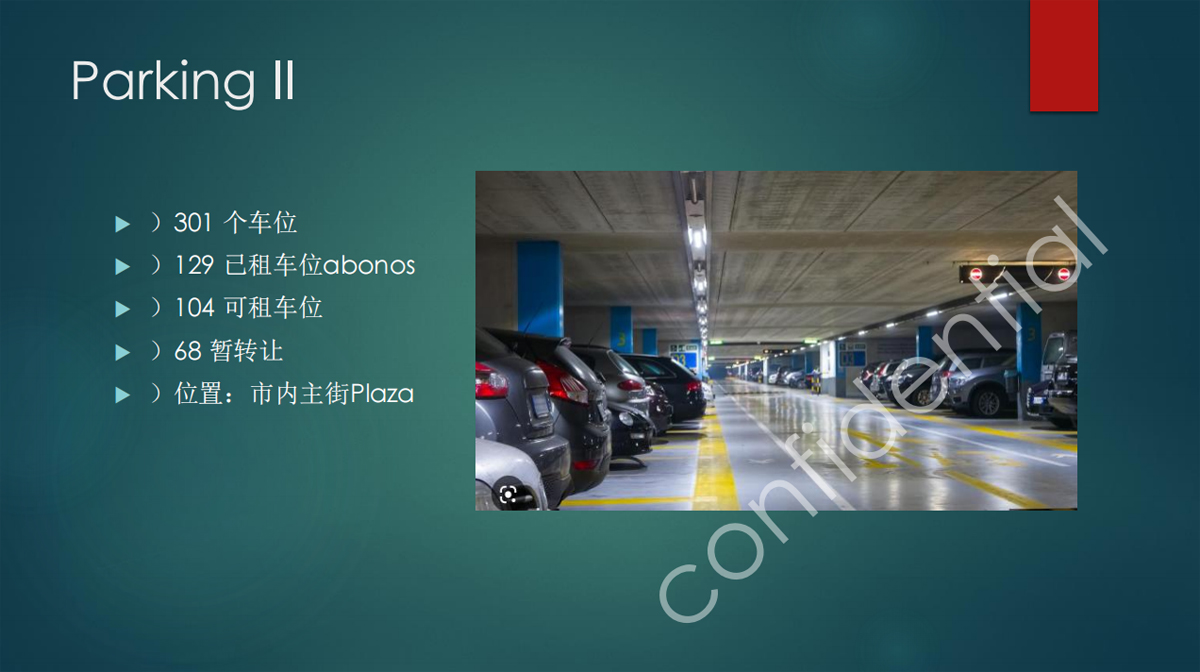 Parking II
）301 个车位
）129 已租车位abonos
）104 可租车位
）68 暂转让
）位置：市内主街Plaza
3
3
confidential